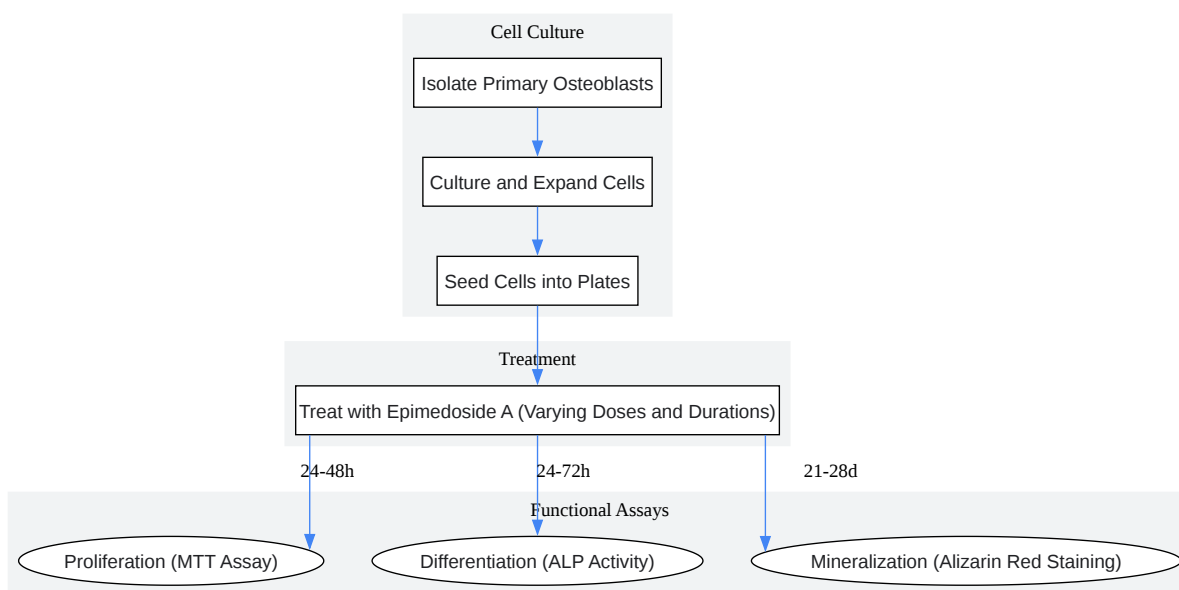 Cell Culture
Isolate Primary Osteoblasts
Culture and Expand Cells
Seed Cells into Plates
Treatment
Treat with Epimedoside A (Varying Doses and Durations)
24-48h
24-72h
21-28d
Functional Assays
Proliferation (MTT Assay)
Differentiation (ALP Activity)
Mineralization (Alizarin Red Staining)